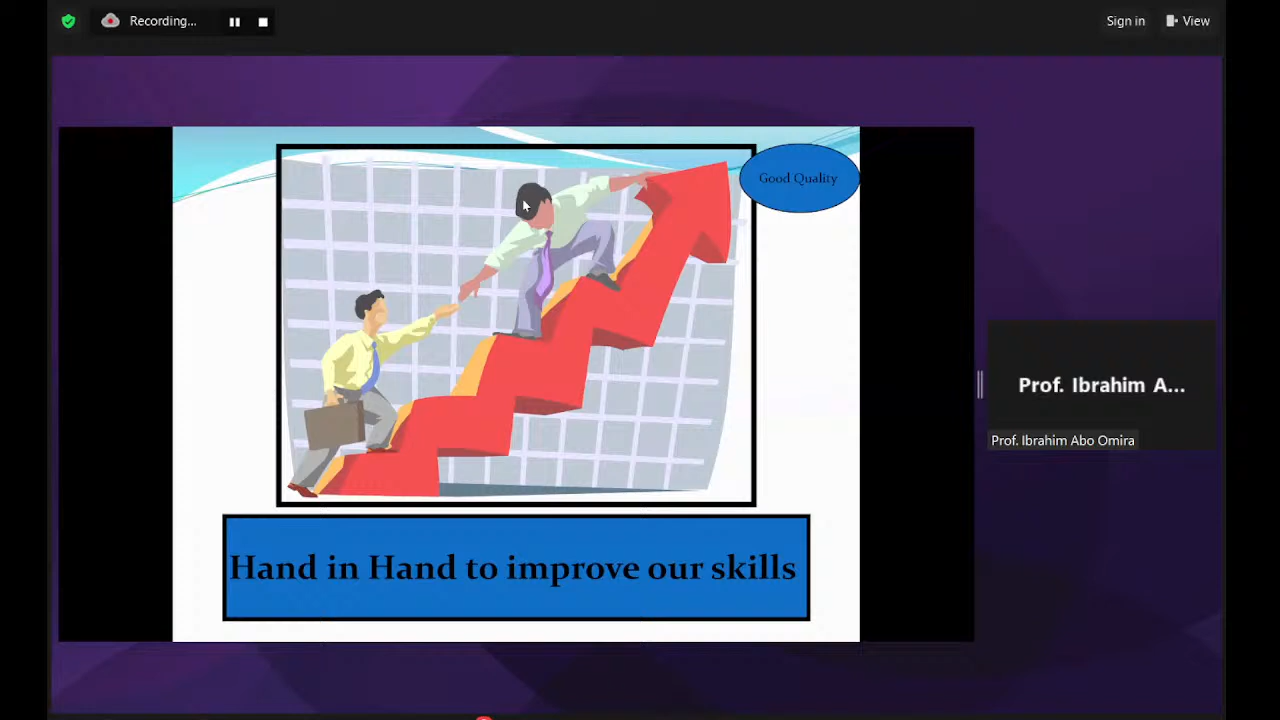 Recording...
Sign in
View
Good Quality
Prof. Ibrahim A...
Prof. Ibrahim Abo Omira
Hand in Hand to improve our skills